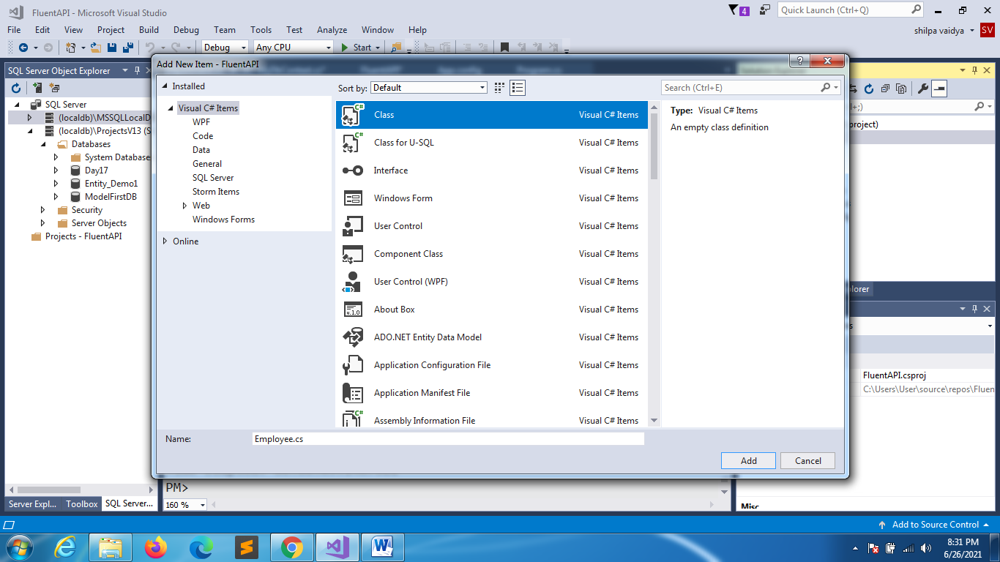 FluentAPI - Microsoft Visual Studio
4
Quick Launch (Ctrl+Q)
File Edit View Project Build Debug Team Tools Test Analyze Window Help
shilpa vaidya SV
Debug Any CPU Start
SQL Server Object Explorer
SQL Server
(localdb)\MSSQLLocalD
(localdb)\ProjectsV13 (S
Databases
System Database
Day17
Entity_Demo1
ModelFirstDB
Security
Server Objects
Projects - FluentAPI
Server Expl... Toolbox SQL Server...
Add New Item - FluentAPI
?
Installed
Visual C# Items
WPF
Code
Data
General
SQL Server
Storm Items
Web
Windows Forms
Online
Sort by: Default
Search (Ctrl+E)
Class Visual C# Items
Class for U-SQL Visual C# Items
Interface Visual C# Items
Windows Form Visual C# Items
User Control Visual C# Items
Component Class Visual C# Items
User Control (WPF) Visual C# Items
About Box Visual C# Items
ADO.NET Entity Data Model Visual C# Items
Application Configuration File Visual C# Items
Application Manifest File Visual C# Items
Assembly Information File Visual C# Items
Type: Visual C# Items
An empty class definition
Name: Employee.cs
Add Cancel
+;)
roject)
lorer
s
FluentAPI.csproj
C:\Users\User\source\repos\Fluen
Misc
PM>
160 %
Add to Source Control
8:31 PM
6/26/2021